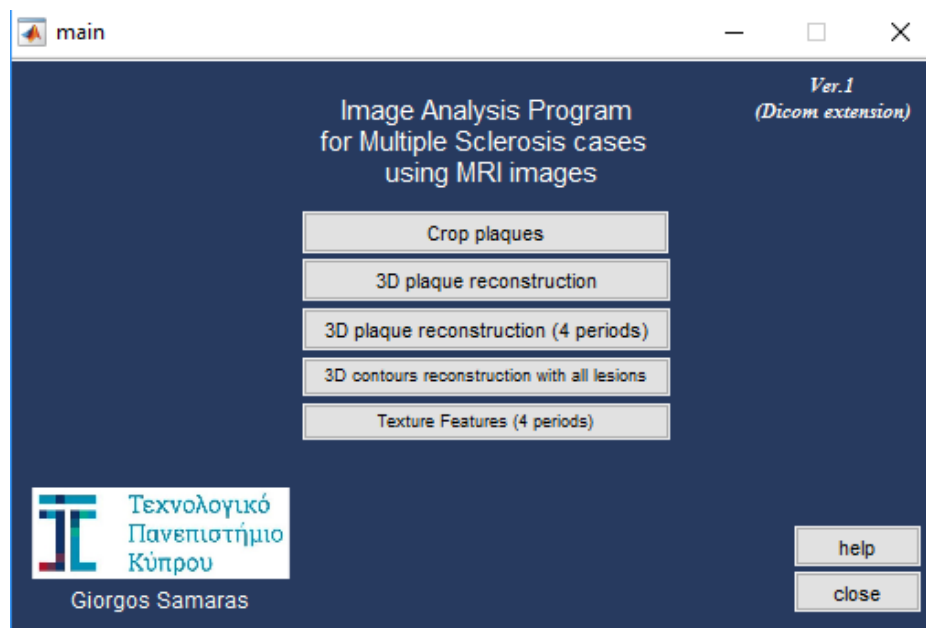 main
Ver.1
(Dicom extension)
Image Analysis Program
for Multiple Sclerosis cases
using MRI images
Crop plaques
3D plaque reconstruction
3D plaque reconstruction (4 periods)
3D contours reconstruction with all lesions
Texture Features (4 periods)
Τεχνολογικό
Πανεπιστήμιο
Κύπρου
Giorgos Samaras
help
close